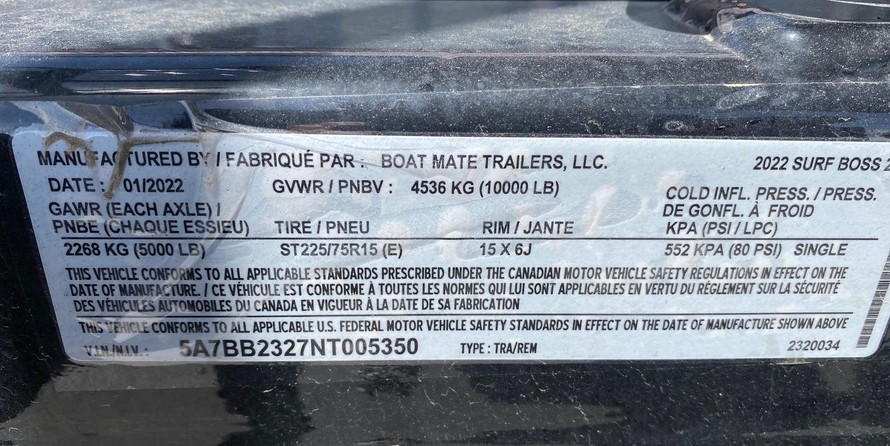 MANUFACTURED BY / FABRIQUÉ PAR : BOAT MATE TRAILERS, LLC. 2022 SURF BOSS 2
DATE : 01/2022 GVWR / PNBV : 4536 KG (10000 LB)
COLD INFL. PRESS. / PRESS.
GAWR (EACH AXLE) / DE GONFL. À FROID
PNBE (CHAQUE ESSIEU) TIRE / PNEU RIM / JANTE KPA (PSI / LPC)
2268 KG (5000 LB) ST225/75R15 (E) 15 X 6J 552 KPA (80 PSI) SINGLE
THIS VEHICLE CONFORMS TO ALL APPLICABLE STANDARDS PRESCRIBED UNDER THE CANADIAN MOTOR VEHICLE SAFETY REGULATIONS IN EFFECT ON THE
DATE OF MANUFACTURE. / CE VÉHICULE EST CONFORME À TOUTES LES NORMES QUI LUI SONT APPLICABLES EN VERTU DU RÈGLEMENT SUR LA SÉCURITÉ
DES VÉHICULES AUTOMOBILES DU CANADA EN VIGUEUR À LA DATE DE SA FABRICATION
THIS VEHICLE CONFORMS TO ALL APPLICABLE U.S. FEDERAL MOTOR VEHICLE SAFETY STANDARDS IN EFFECT ON THE DATE OF MANUFACTURE SHOWN ABOVE
V.I.N./N.I.V.: 5A7BB2327NT005350 TYPE : TRA/REM 2320034